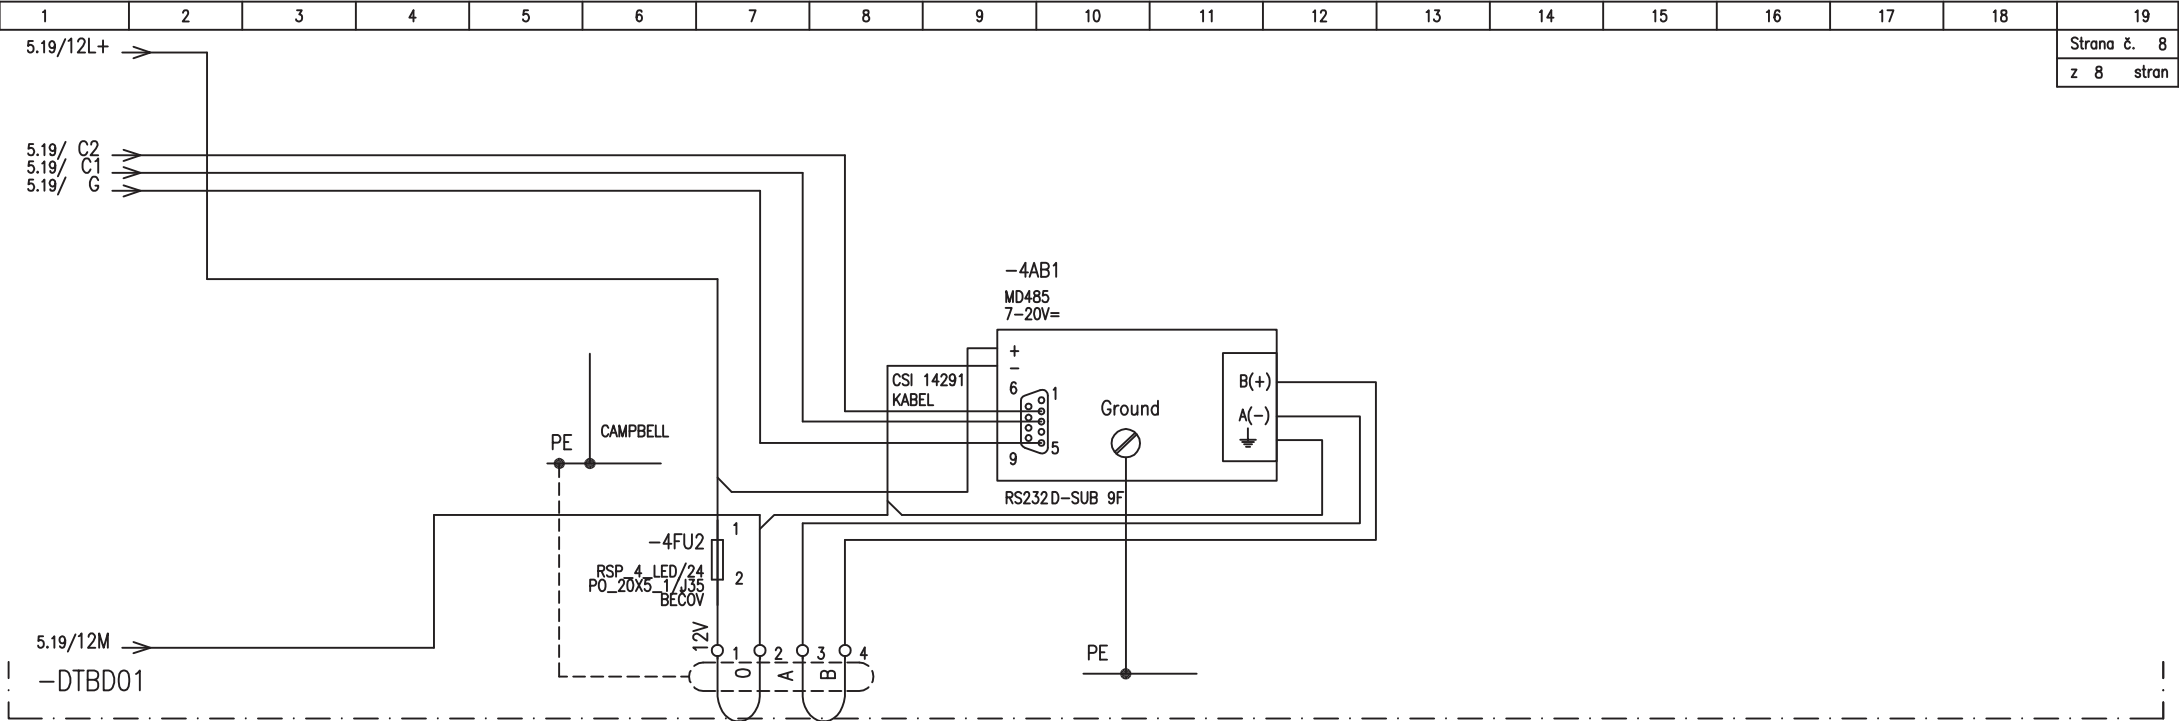 1 2 3 4 5 6 7 8 9 10 11 12 13 14 15 16 17 18 19
Strana č. 8
z 8 stran
5.19/12L+
5.19/ C2
5.19/ C1
5.19/ G
-4AB1
MD485
7-20V=
+
-
CSI 14291
KABEL
6
1
B(+)
Ground
A(-)
CAMPBELL
PE
5
9
RS232 D-SUB 9F
1
-4FU2
RSP_4_LED/24
2
PO_20X5_1/J35
BEČOV
12V
5.19/12M
1 2 3 4
PE
0 A B
-DTBD01